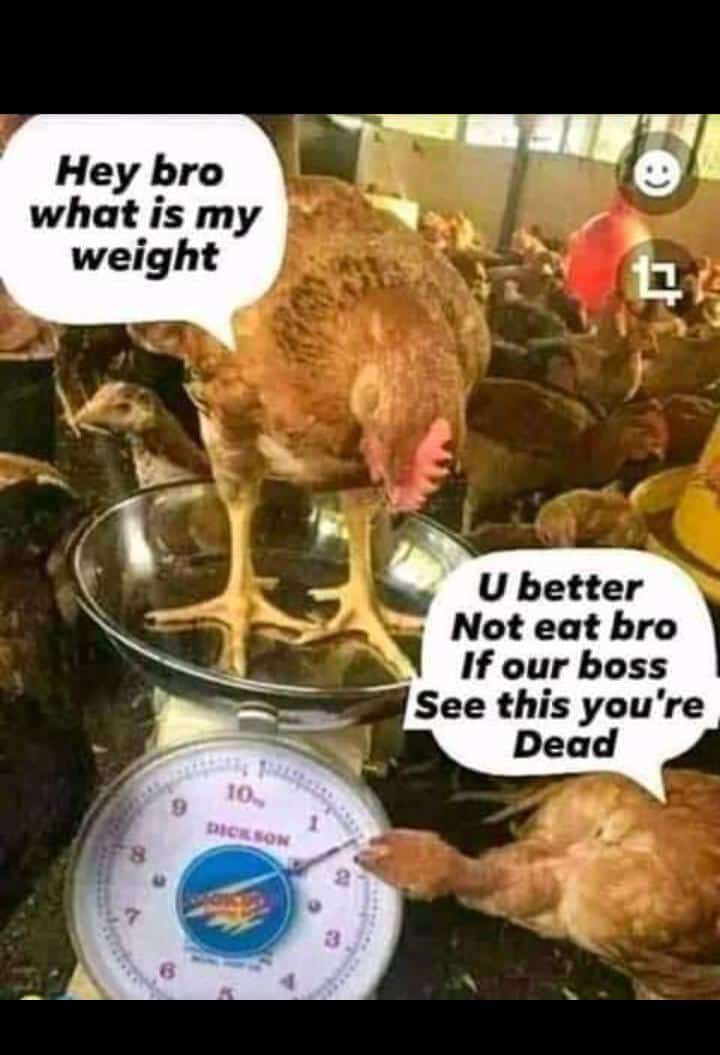 Hey bro
what is my
weight
U better
Not eat bro
If our boss
See this you're
Dead
10
9
1
DICKSON
8
2
7
3
6
4
5